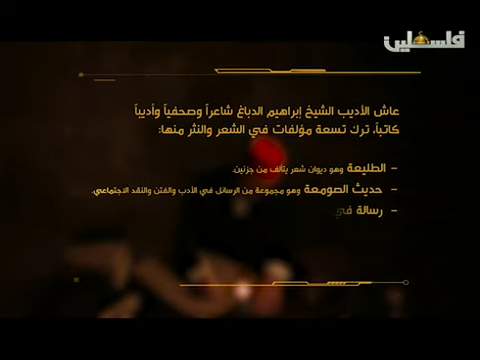 فلسطين
عاش الأديب الشيخ إبراهيم الدباغ شاعراً وصحفياً وأديباً
كاتباً، ترك تسعة مؤلفات في الشعر والنثر منها:
– الطليعة وهو ديوان شعر يتألف من جزئين.
– حديث الصومعة وهو مجموعة من الرسائل في الأدب والفتن والنقد الاجتماعي.
– رسالة في